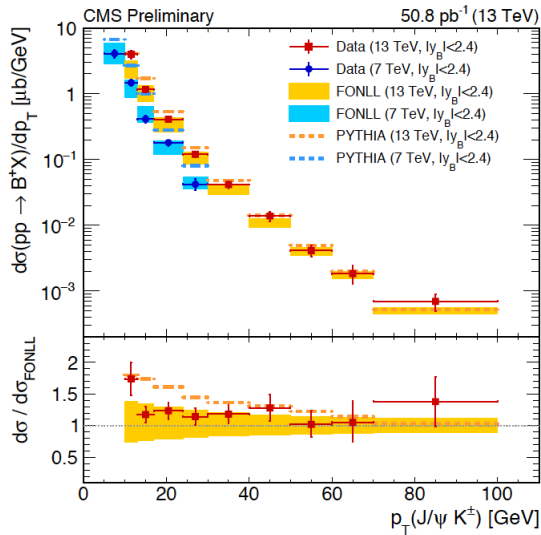 CMS Preliminary 50.8 pb⁻¹ (13 TeV)
dσ(pp → B⁺X)/dp_T [μb/GeV]
10
1
10⁻¹
10⁻²
10⁻³
Data (13 TeV, |y_B|<2.4)
Data (7 TeV, |y_B|<2.4)
FONLL (13 TeV, |y_B|<2.4)
FONLL (7 TeV, |y_B|<2.4)
PYTHIA (13 TeV, |y_B|<2.4)
PYTHIA (7 TeV, |y_B|<2.4)
dσ / dσ_FONLL
2
1.5
1
0.5
0 20 40 60 80 100
p_T(J/ψ K^±) [GeV]